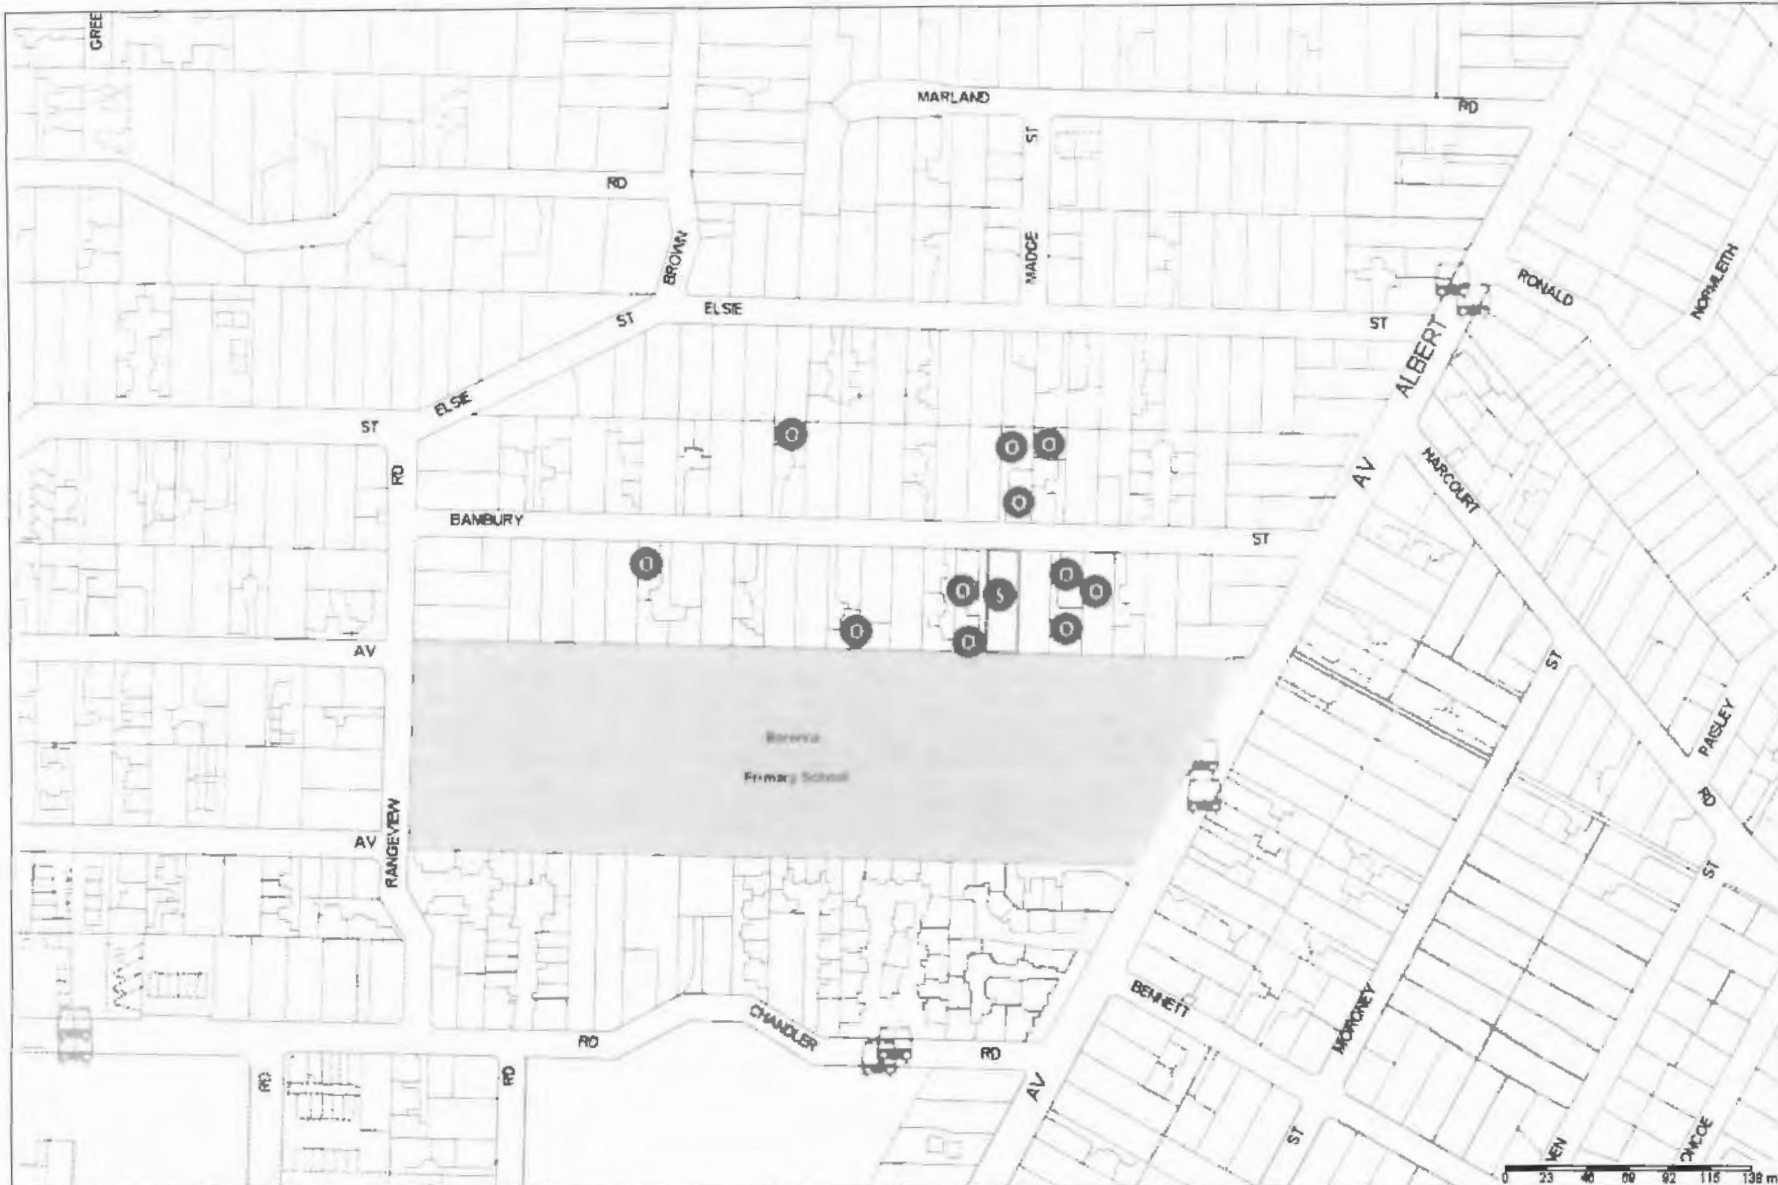 GREE
MARLAND
RD
ST
RD
BROWN
MADGE
RONALD
NORMLEITH
ST
ELSIE
ST
ALBERT
ELSIE
ST
O
O
O
AV
HARCOURT
RD
O
BAMBURY
ST
O
O
O
S
O
O
O
O
AV
ST
PAISLEY
Primary School
RD
RANGEVIEW
AV
ST
BENNETT
MORONEY
CHANDLER
RD
RD
RD
RD
AV
ST
0 23 46 69 92 115 138 m